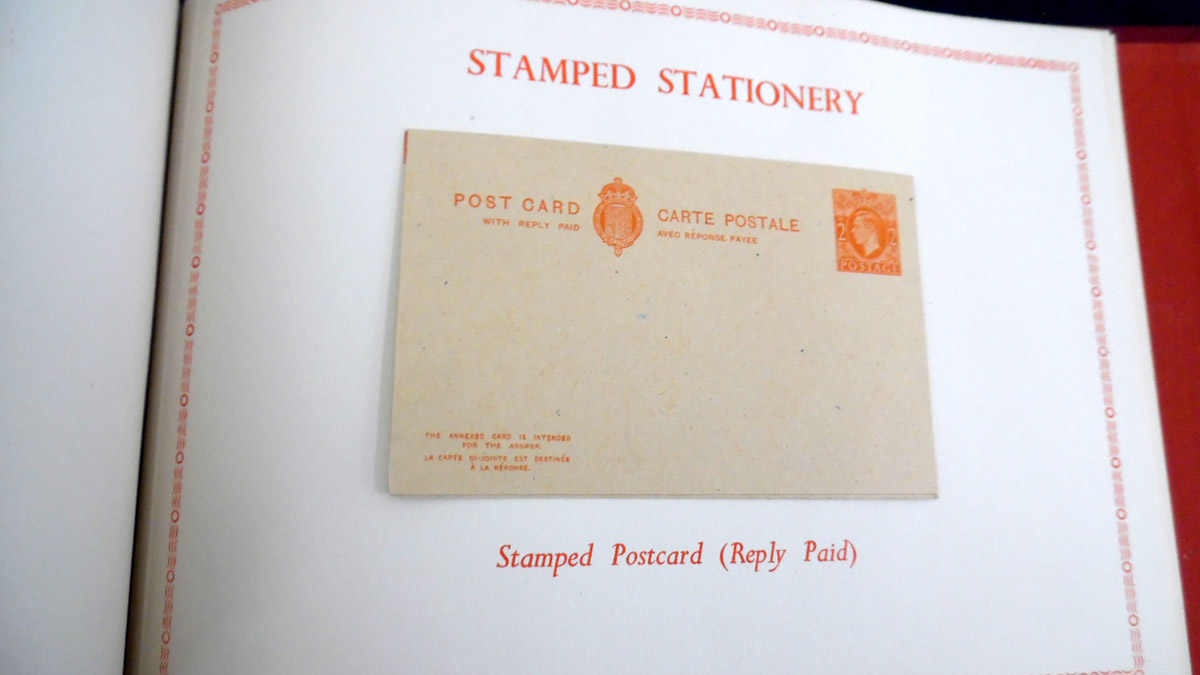 STAMPED STATIONERY
POST CARD
WITH REPLY PAID
CARTE POSTALE
AVEC RÉPONSE PAYÉE
2 2
POSTAGE
THE ANNEXED CARD IS INTENDED
FOR THE ANSWER.
LA CARTE CI-JOINTE EST DESTINÉE
À LA RÉPONSE.
Stamped Postcard (Reply Paid)